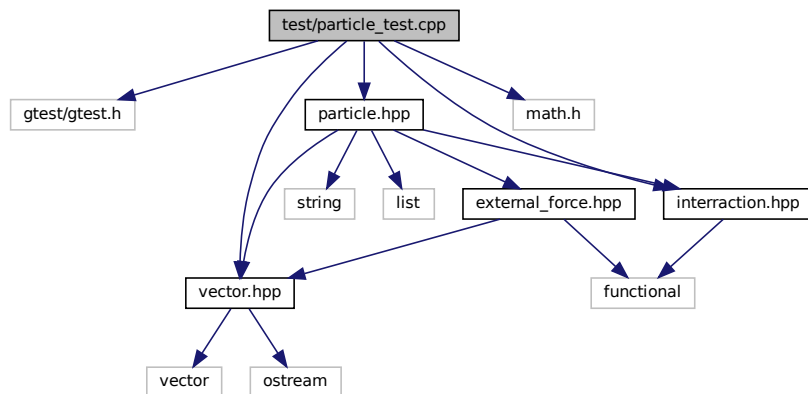 test/particle_test.cpp
gtest/gtest.h
particle.hpp
math.h
string
list
external_force.hpp
interraction.hpp
vector.hpp
functional
vector
ostream